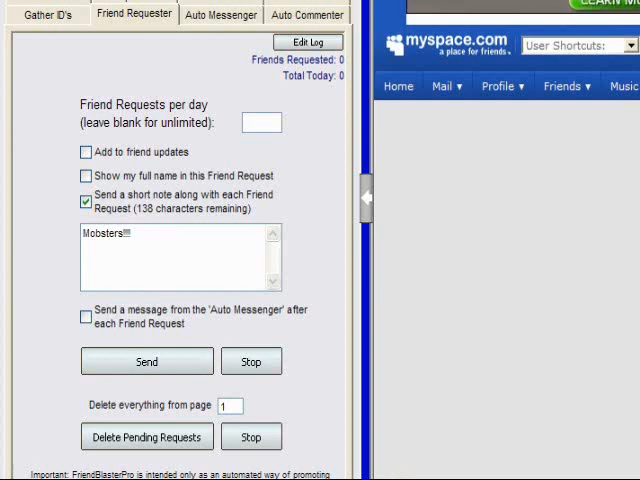 Gather ID's Friend Requester Auto Messenger Auto Commenter
Edit Log
Friends Requested: 0
Total Today: 0
Friend Requests per day
(leave blank for unlimited):
Add to friend updates
Show my full name in this Friend Request
Send a short note along with each Friend
Request (138 characters remaining)
Mobsters!!!!
Send a message from the 'Auto Messenger' after
each Friend Request
Send Stop
Delete everything from page 1
Delete Pending Requests Stop
Important: FriendBlasterPro is intended only as an automated way of promoting
LEARN MO
myspace.com
a place for friends.
User Shortcuts:
Home Mail Profile Friends Music